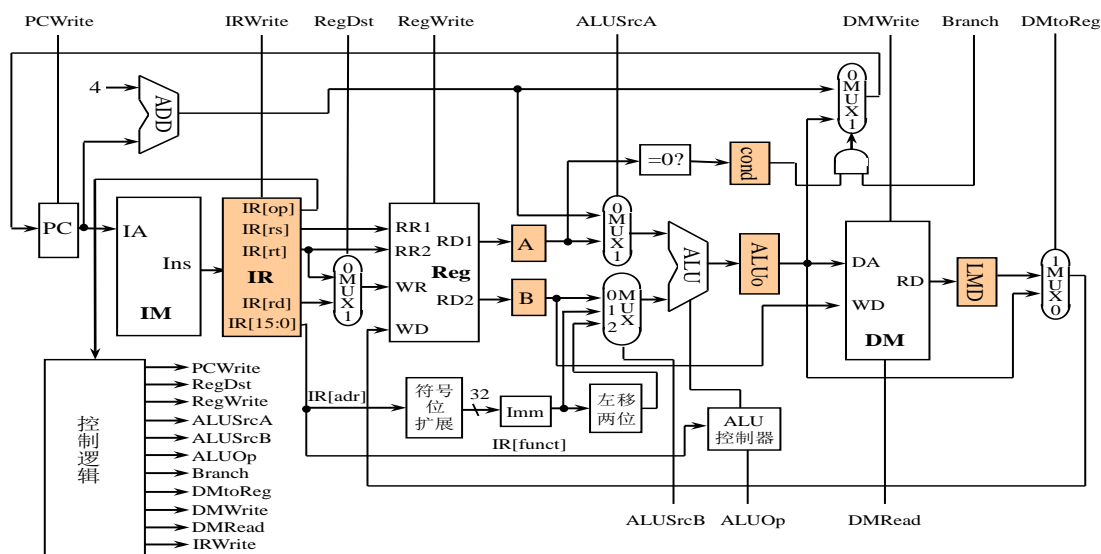 PCWrite IRWrite RegDst RegWrite ALUSrcA DMWrite Branch DMtoReg
4
ADD
0 MUX 1
=0?
cond
PC
IA
Ins
IM
IR[op]
IR[rs]
IR[rt]
IR
IR[rd]
IR[15:0]
0 MUX 1
RR1
RR2
RD1
Reg
WR
RD2
WD
A
B
0 MUX 1
0 1 2 MUX
ALU
ALUo
DA
RD
WD
DM
LMD
1 MUX 0
IR[adr]
符号
位
扩展
32
Imm
左移
两位
IR[funct]
ALU
控制器
控制逻辑
PCWrite
RegDst
RegWrite
ALUSrcA
ALUSrcB
ALUOp
Branch
DMtoReg
DMWrite
DMRead
IRWrite
ALUSrcB ALUOp DMRead